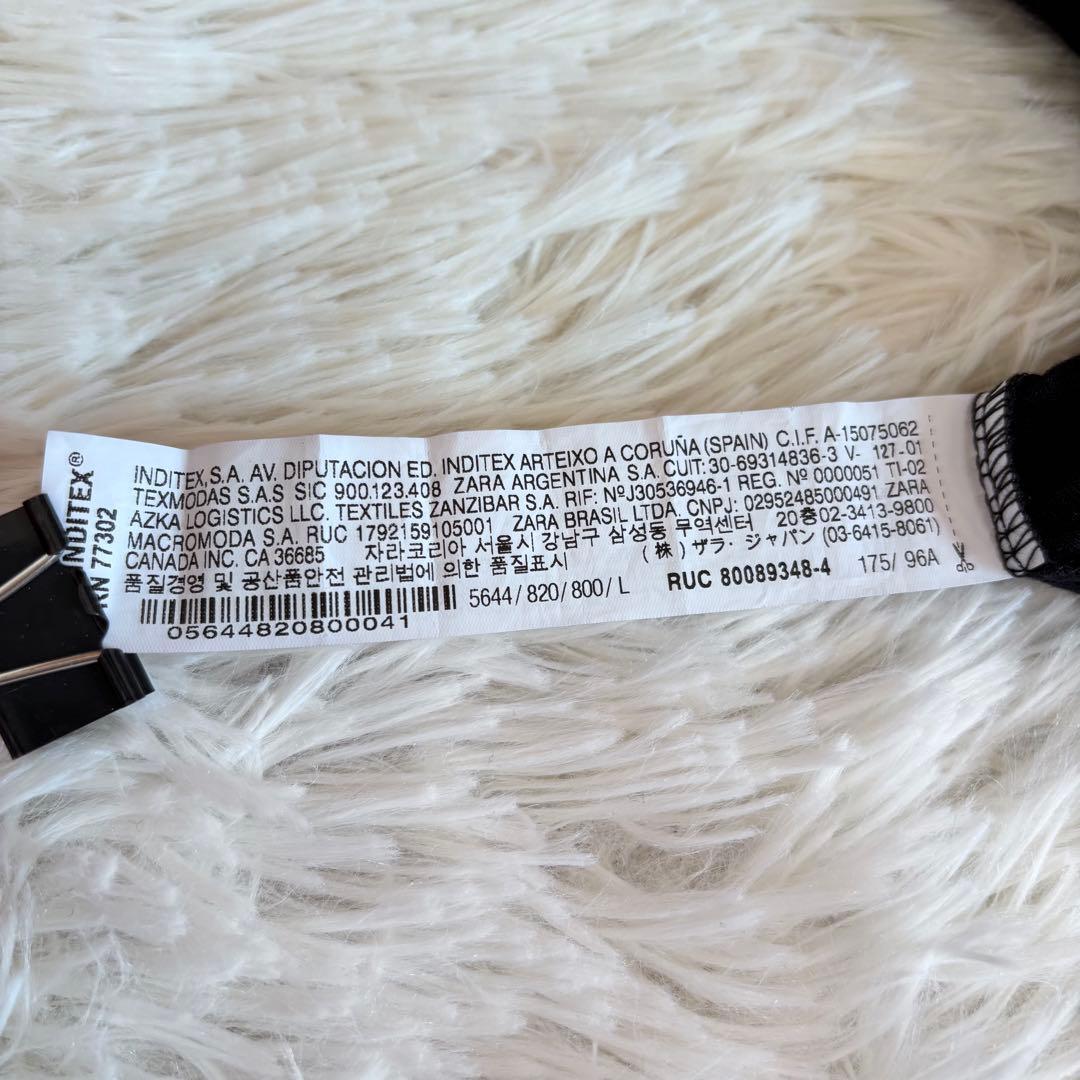 INDITEX®
RN 77302
INDITEX, S.A. AV. DIPUTACION ED. INDITEX ARTEIXO A CORUÑA (SPAIN) C.I.F. A-15075062
TEXMODAS S.A.S SIC 900.123.408 ZARA ARGENTINA S.A. CUIT: 30-69314836-3 V- 127-01
AZKA LOGISTICS LLC. TEXTILES ZANZIBAR S.A. RIF: NºJ30536946-1 REG. Nº 0000051 TI-02
MACROMODA S.A. RUC 1792159105001 ZARA BRASIL LTDA, CNPJ: 02952485000491 ZARA
CANADA INC. CA 36685 자라코리아 서울시 강남구 삼성동 무역센터 20층 02-3413-9800
품질경영 및 공산품안전 관리법에 의한 품질표시 (株) ザラ・ジャパン (03-6415-8061)
5644 / 820 / 800 / L RUC 80089348-4 175/ 96A
05644820800041